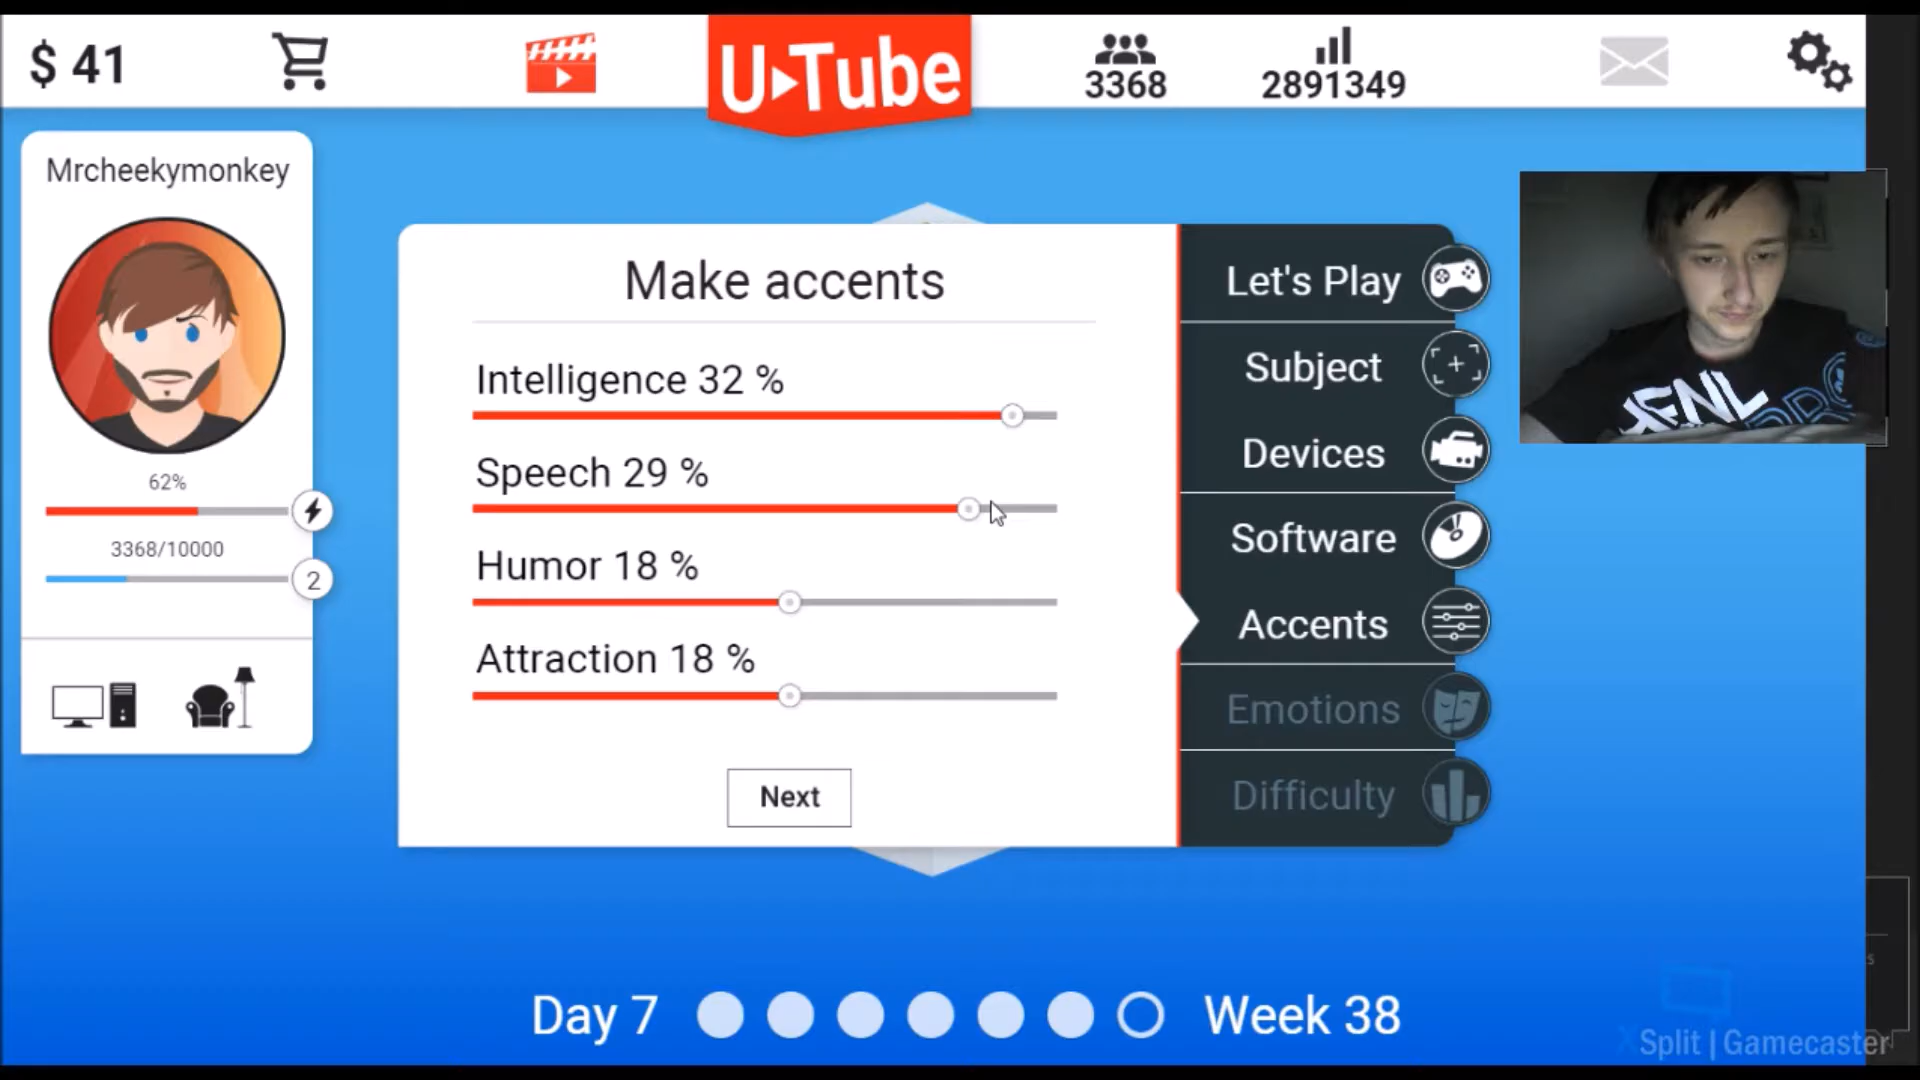 $ 41
U Tube
3368
2891349
Mrcheekymonkey
62%
3368/10000
2
Make accents
Intelligence 32 %
Speech 29 %
Humor 18 %
Attraction 18 %
Next
Let's Play
Subject
Devices
Software
Accents
Emotions
Difficulty
Day 7
Week 38
XSplit | Gamecaster